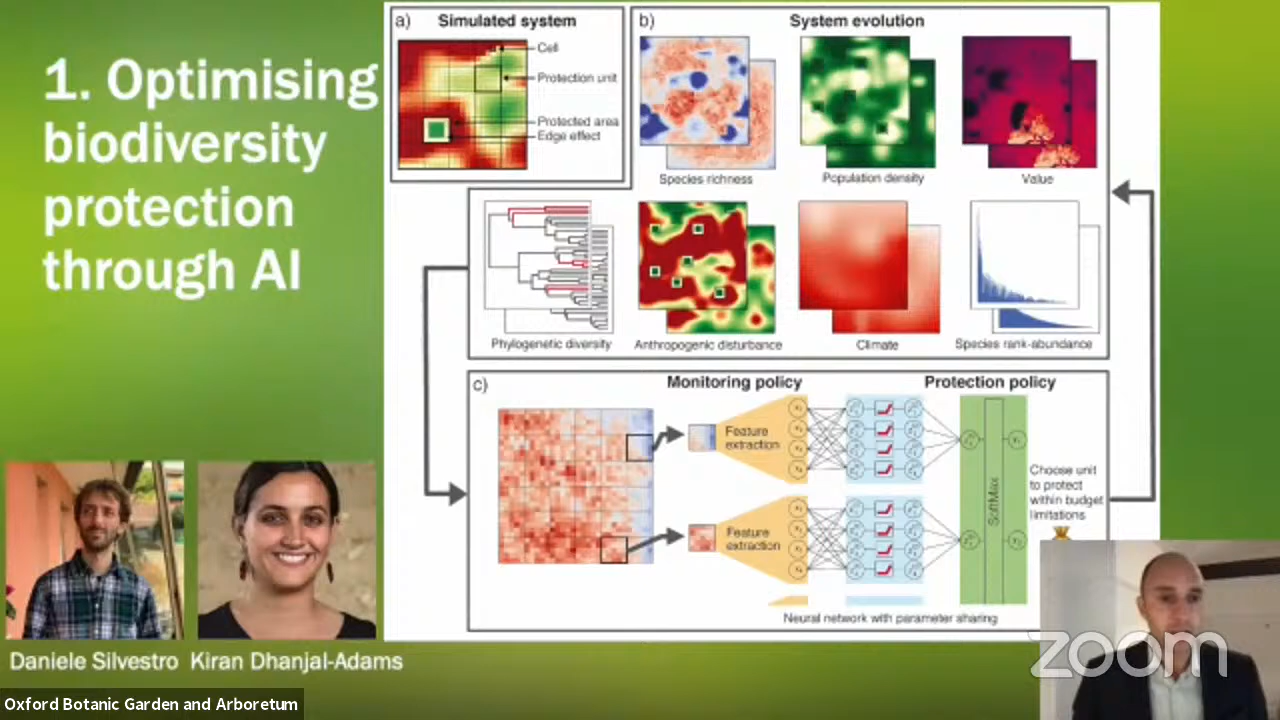 1. Optimising
biodiversity
protection
through AI
a) Simulated system
Cell
Protection unit
Protected area
Edge effect
b) System evolution
Species richness
Population density
Value
Phylogenetic diversity
Anthropogenic disturbance
Climate
Species rank-abundance
c) Monitoring policy
Protection policy
Feature
extraction
Feature
extraction
SoftMax
Choose unit
to protect
within budget
limitations
Neural network with parameter sharing
Daniele Silvestro Kiran Dhanjal-Adams
Oxford Botanic Garden and Arboretum
zoom